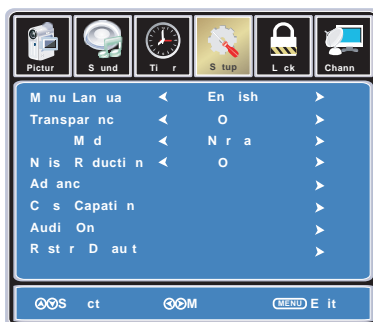 Pictur S und Ti r S tup L ck Chann
M nu Lan ua En ish
Transpar nc O
M d N r a
N is R ducti n O
Ad anc
C s Capati n
Audi On
R st r D au t
S ct M MENU E it